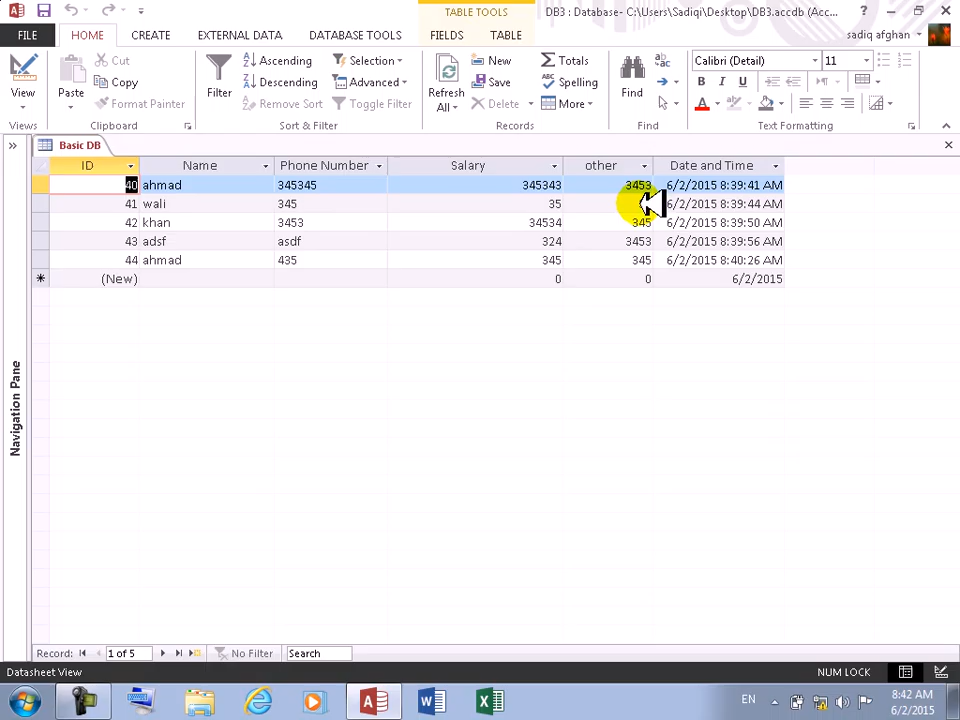 TABLE TOOLS
DB3 : Database- C:\Users\Sadiqi\Desktop\DB3.accdb (Acc...
FILE HOME CREATE EXTERNAL DATA DATABASE TOOLS FIELDS TABLE sadiq afghan
View
Views
Paste
Cut
Copy
Format Painter
Clipboard
Filter
Ascending
Descending
Remove Sort
Selection
Advanced
Toggle Filter
Sort & Filter
Refresh
All
New
Save
Delete
Totals
Spelling
More
Records
Find
Find
Calibri (Detail) 11
B I U
Text Formatting
Basic DB
ID Name Phone Number Salary other Date and Time
40 ahmad 345345 345343 3453 6/2/2015 8:39:41 AM
41 wali 345 35 6/2/2015 8:39:44 AM
42 khan 3453 34534 345 6/2/2015 8:39:50 AM
43 adsf asdf 324 3453 6/2/2015 8:39:56 AM
44 ahmad 435 345 345 6/2/2015 8:40:26 AM
(New) 0 0 6/2/2015
Navigation Pane
Record: 1 of 5 No Filter Search
Datasheet View NUM LOCK
EN
8:42 AM
6/2/2015